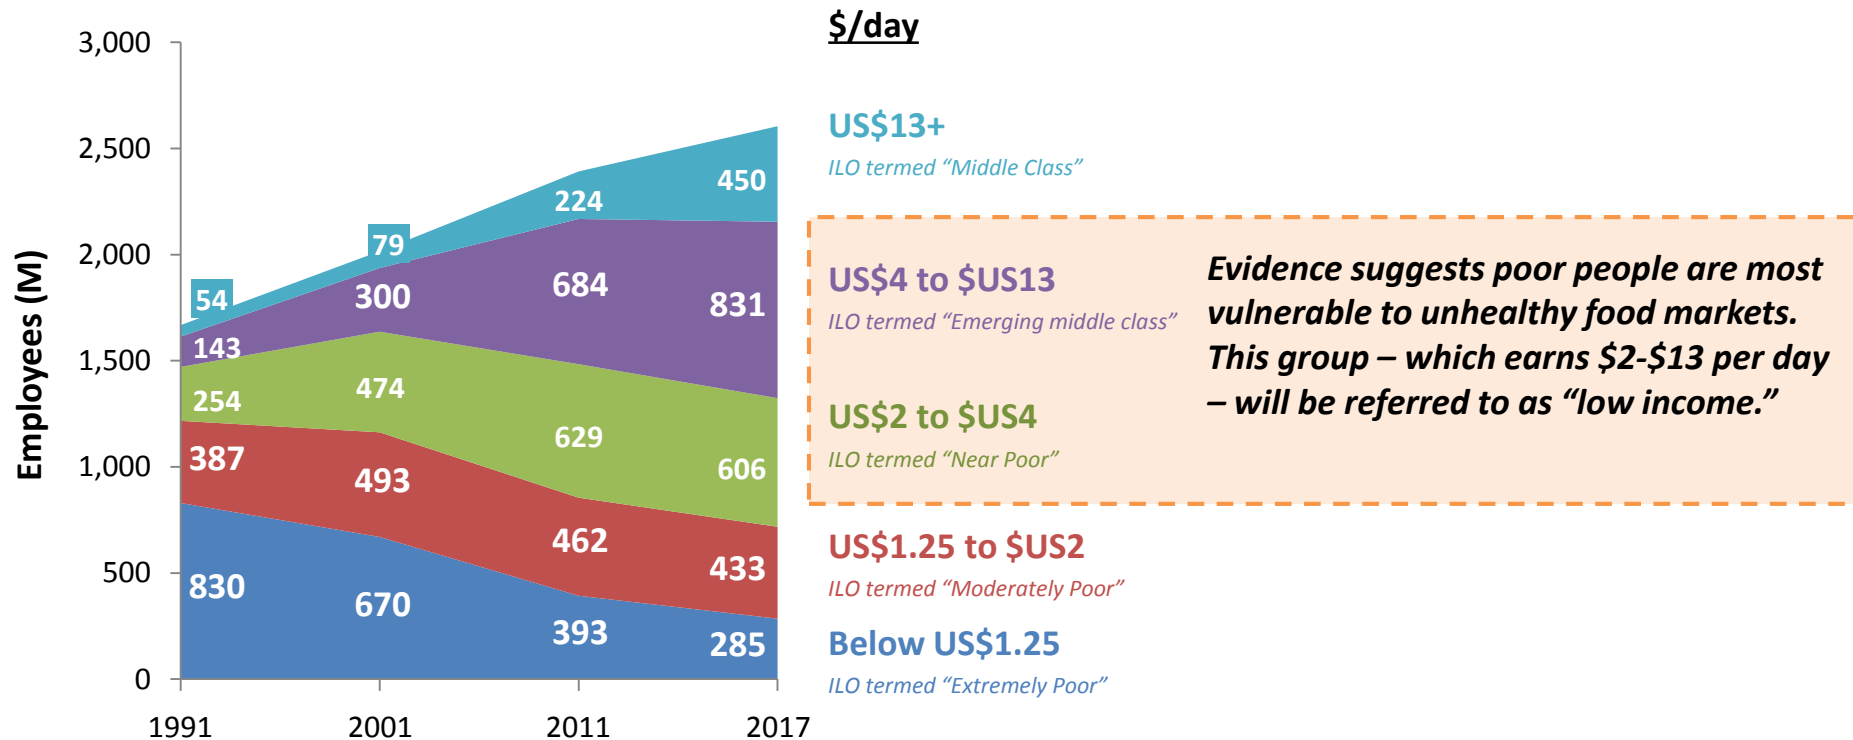 $/day
3,000
2,500
2,000
1,500
1,000
500
0
Employees (M)
1991
2001
2011
2017
54
79
224
450
143
300
684
831
254
474
629
606
387
493
462
433
830
670
393
285
US$13+
ILO termed “Middle Class”
US$4 to $US13
ILO termed “Emerging middle class”
US$2 to $US4
ILO termed “Near Poor”
Evidence suggests poor people are most
vulnerable to unhealthy food markets.
This group – which earns $2-$13 per day
– will be referred to as “low income.”
US$1.25 to $US2
ILO termed “Moderately Poor”
Below US$1.25
ILO termed “Extremely Poor”